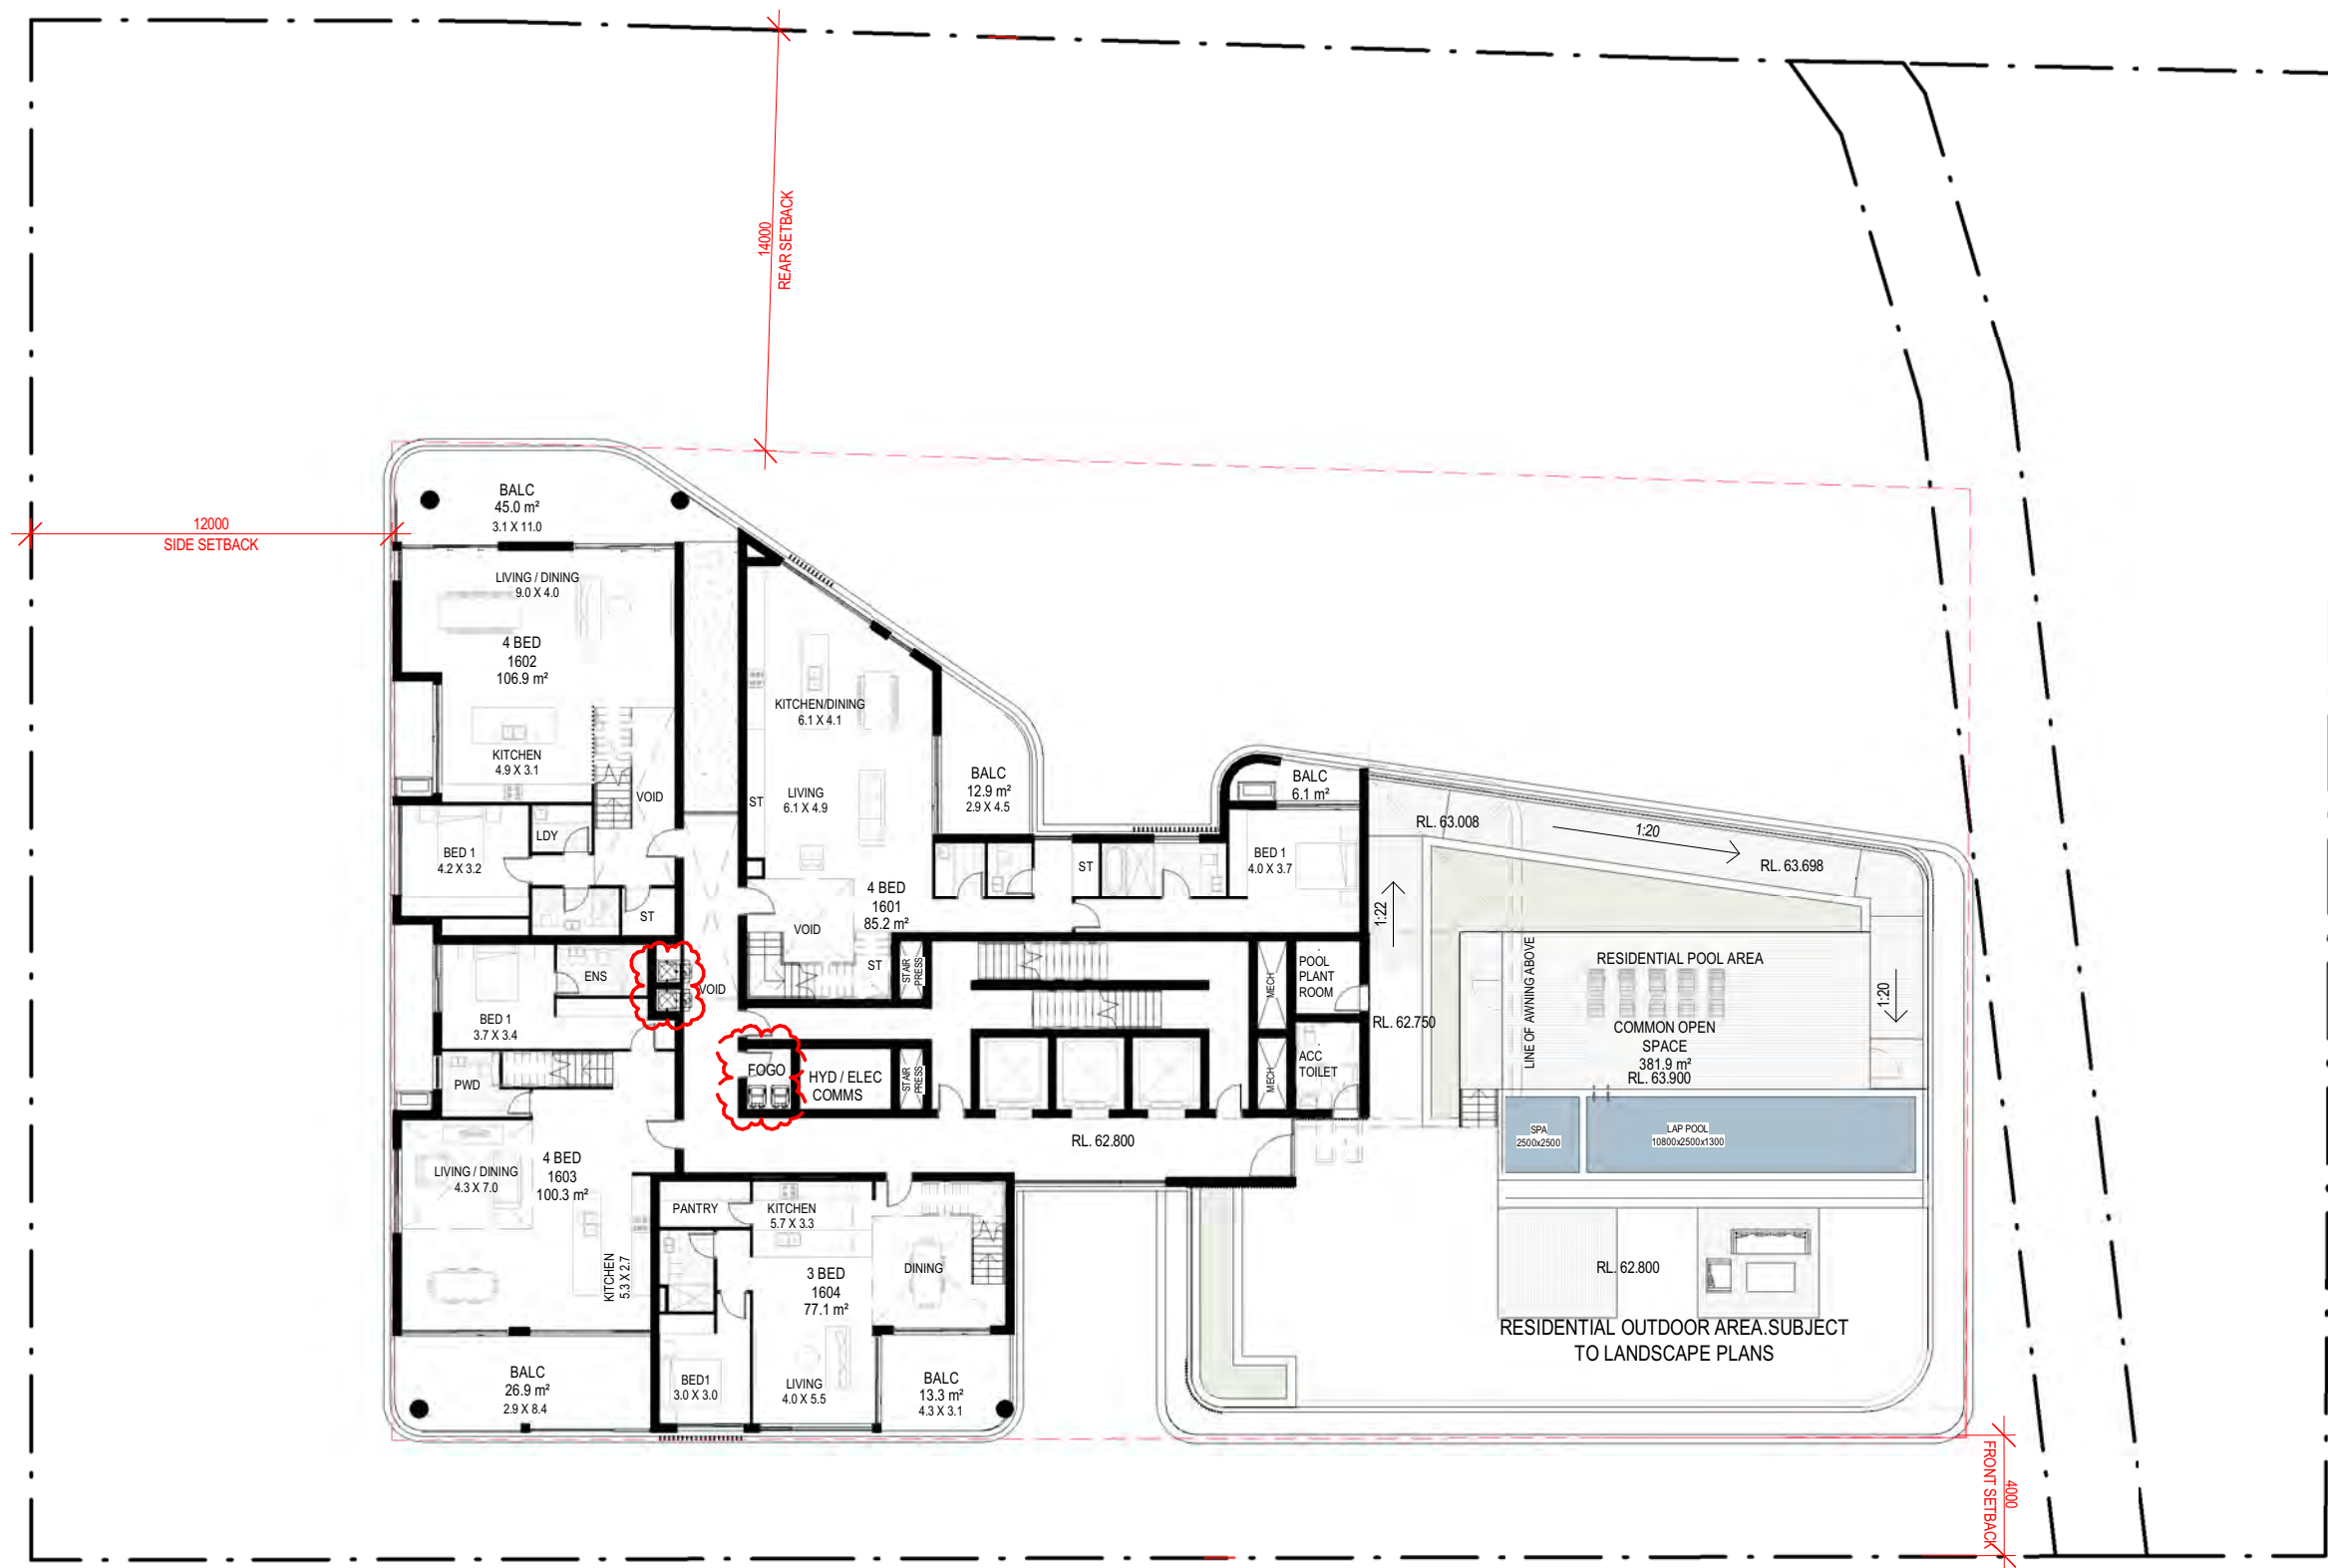 14000
REAR SETBACK
12000
SIDE SETBACK
BALC
45.0 m²
3.1 X 11.0
LIVING / DINING
9.0 X 4.0
4 BED
1602
106.9 m²
KITCHEN
4.9 X 3.1
VOID
LDY
BED 1
4.2 X 3.2
ST
KITCHEN/DINING
6.1 X 4.1
LIVING
6.1 X 4.9
ST
BALC
12.9 m²
2.9 X 4.5
4 BED
1601
85.2 m²
VOID
ST
ST
BALC
6.1 m²
BED 1
4.0 X 3.7
ENS
VOID
BED 1
3.7 X 3.4
PWD
FOGO
HYD / ELEC
COMMS
STAIR
PRESS
STAIR
PRESS
MECH
MECH
POOL
PLANT
ROOM
ACC
TOILET
RL. 62.800
4 BED
1603
100.3 m²
LIVING / DINING
4.3 X 7.0
KITCHEN
5.3 X 2.7
BALC
26.9 m²
2.9 X 8.4
PANTRY
KITCHEN
5.7 X 3.3
DINING
3 BED
1604
77.1 m²
BED1
3.0 X 3.0
LIVING
4.0 X 5.5
BALC
13.3 m²
4.3 X 3.1
RL. 63.008
1:20
RL. 63.698
1:22
RL. 62.750
LINE OF AWNING ABOVE
RESIDENTIAL POOL AREA
COMMON OPEN
SPACE
381.9 m²
RL. 63.900
1:20
SPA
2500x2500
LAP POOL
10800x2500x1300
RL. 62.800
RESIDENTIAL OUTDOOR AREA.SUBJECT
TO LANDSCAPE PLANS
4000
FRONT SETBACK